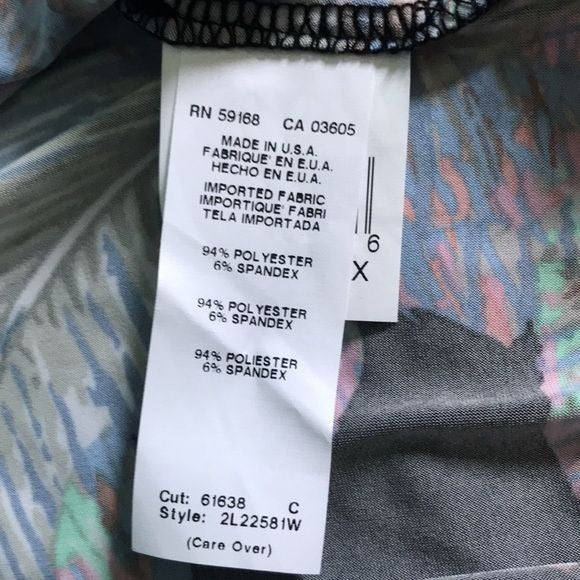 RN 59168 CA 03605
MADE IN U.S.A.
FABRIQUE' EN E.U.A.
HECHO EN E.U.A.
IMPORTED FABRIC
IMPORTIQUE' FABRI
TELA IMPORTADA
94% POLYESTER
6% SPANDEX
94% POLYESTER
6% SPANDEX
94% POLIESTER
6% SPANDEX
Cut: 61638 C
Style: 2L22581W
(Care Over)
6
X